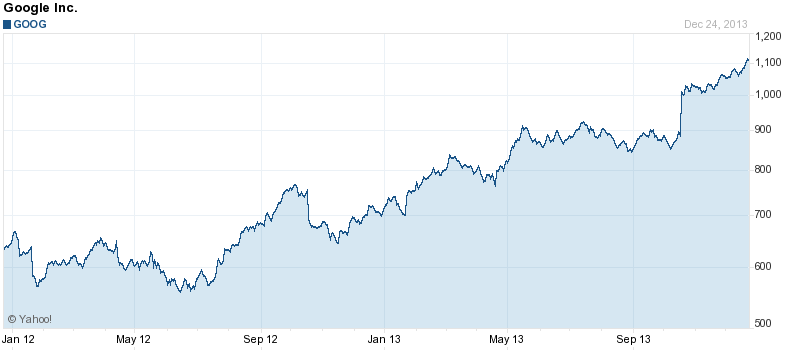 Google Inc.
GOOG
Dec 24, 2013
1,200
1,100
1,000
900
800
700
600
500
© Yahoo!
Jan 12 May 12 Sep 12 Jan 13 May 13 Sep 13